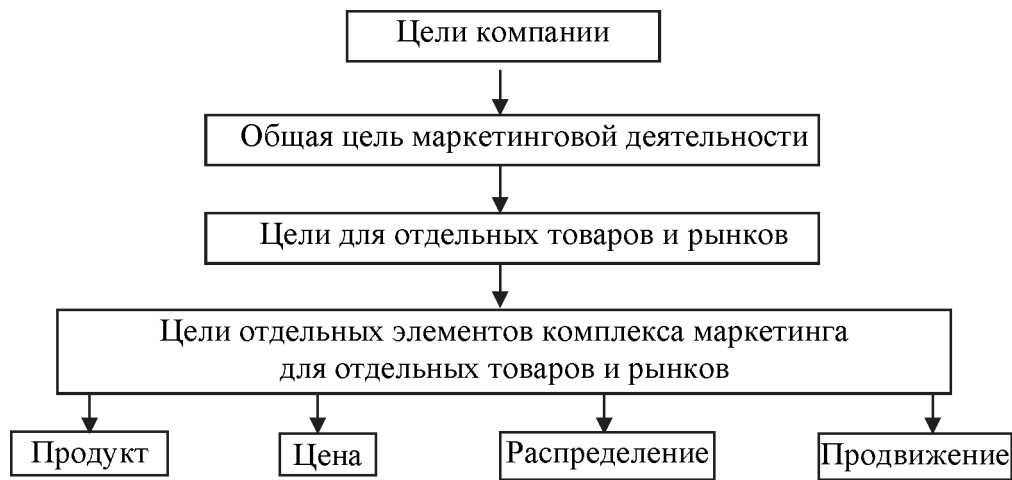 Цели компании
Общая цель маркетинговой деятельности
Цели для отдельных товаров и рынков
Цели отдельных элементов комплекса маркетинга
для отдельных товаров и рынков
Продукт
Цена
Распределение
Продвижение